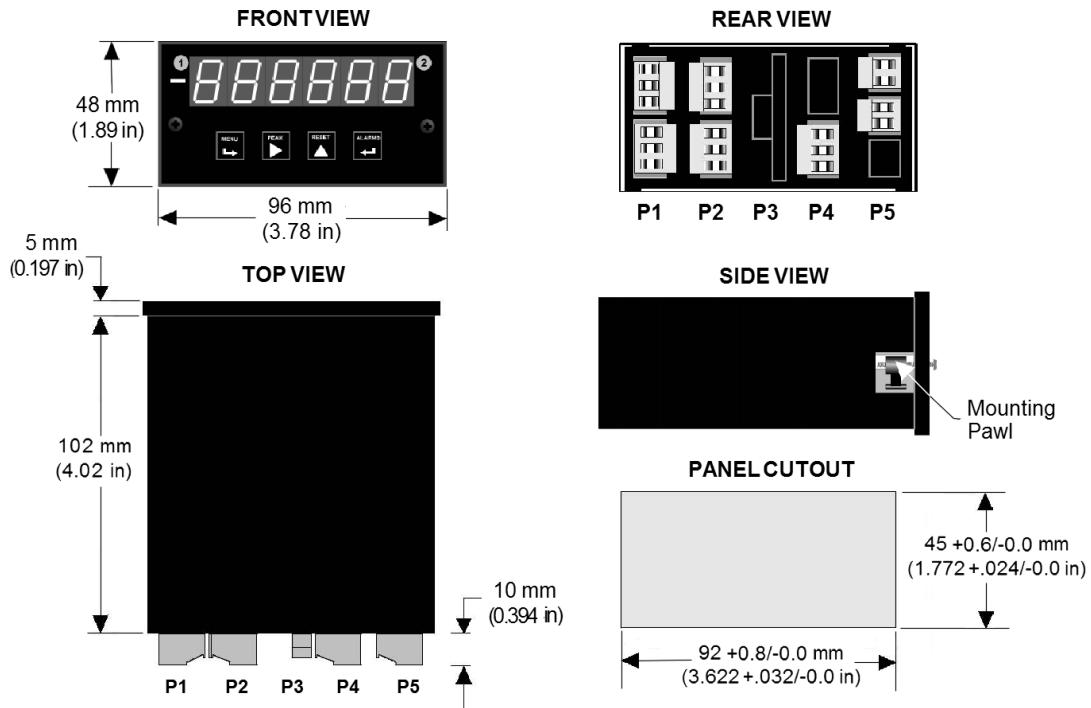 FRONT VIEW
1
2
888888
MENU
PEAK
RESET
ALARMS
48 mm
(1.89 in)
96 mm
(3.78 in)
REAR VIEW
P1 P2 P3 P4 P5
5 mm
(0.197 in)
TOP VIEW
102 mm
(4.02 in)
10 mm
(0.394 in)
P1 P2 P3 P4 P5
SIDE VIEW
Mounting
Pawl
PANEL CUTOUT
45 +0.6/-0.0 mm
(1.772 +.024/-0.0 in)
92 +0.8/-0.0 mm
(3.622 +.032/-0.0 in)